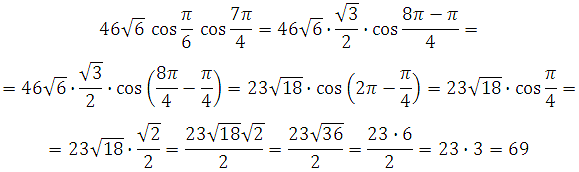 46√6 cos π/6 cos 7π/4 = 46√6 · √3/2 · cos (8π − π)/4 =
= 46√6 · √3/2 · cos (8π/4 − π/4) = 23√18 · cos (2π − π/4) = 23√18 · cos π/4 =
= 23√18 · √2/2 = 23√18√2/2 = 23√36/2 = 23 · 6/2 = 23 · 3 = 69